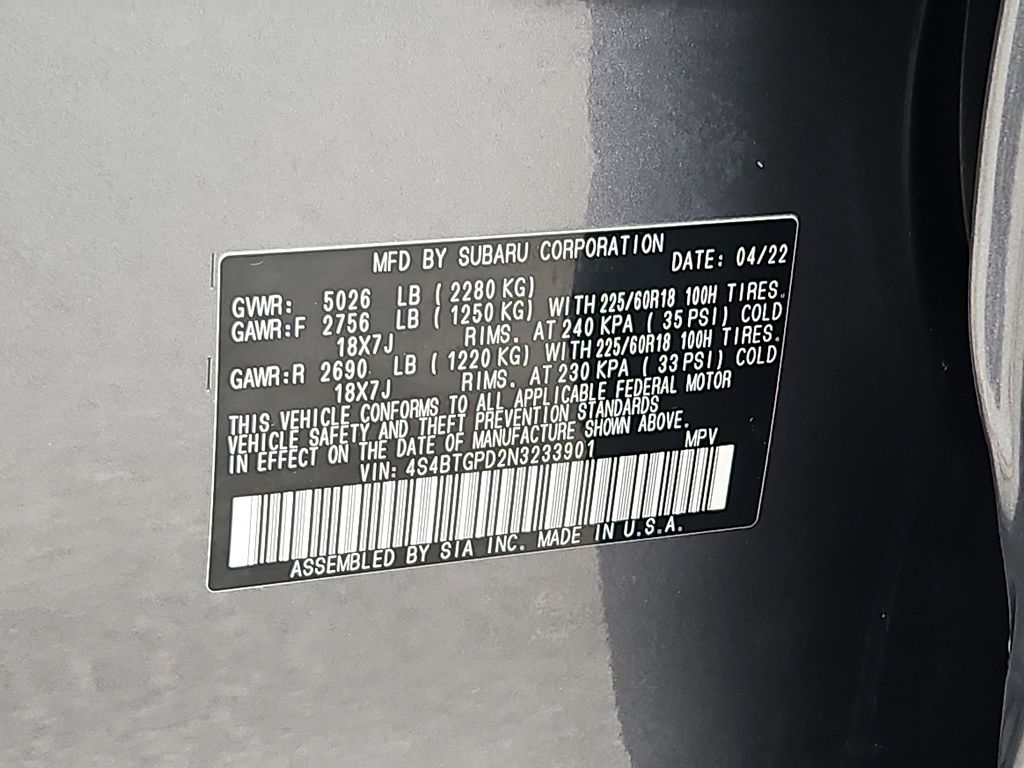 MFD BY SUBARU CORPORATION DATE: 04/22
GVWR: 5026 LB ( 2280 KG)
GAWR:F 2756 LB ( 1250 KG) WITH 225/60R18 100H TIRES.
18X7J RIMS. AT 240 KPA ( 35 PSI) COLD
GAWR:R 2690 LB ( 1220 KG) WITH 225/60R18 100H TIRES.
18X7J RIMS. AT 230 KPA ( 33 PSI) COLD
THIS VEHICLE CONFORMS TO ALL APPLICABLE FEDERAL MOTOR
VEHICLE SAFETY AND THEFT PREVENTION STANDARDS
IN EFFECT ON THE DATE OF MANUFACTURE SHOWN ABOVE.
VIN: 4S4BTGPD2N3233901 MPV
ASSEMBLED BY SIA INC. MADE IN U.S.A.